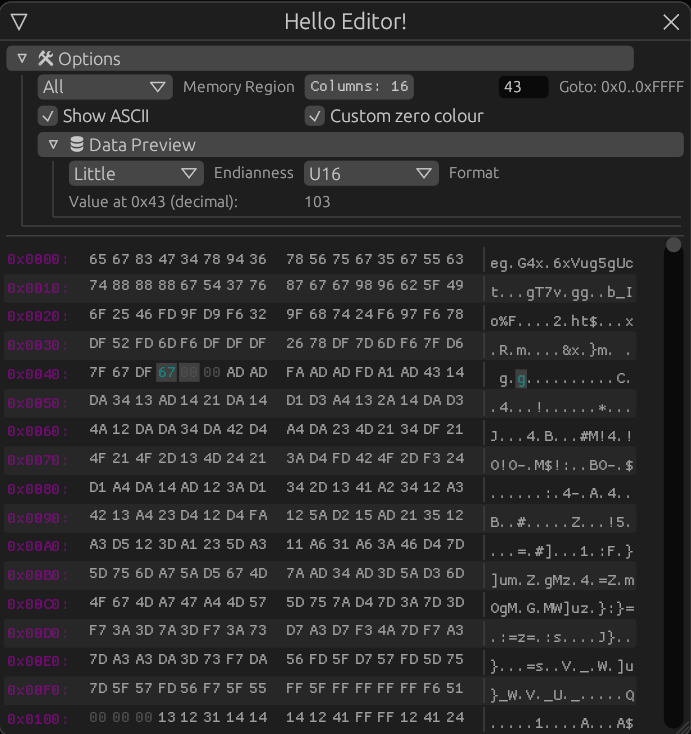 Hello Editor!
Options
All Memory Region Columns: 16 43 Goto: 0x0..0xFFFF
Show ASCII Custom zero colour
Data Preview
Little Endianness U16 Format
Value at 0x43 (decimal): 103
0x0000: 65 67 83 47 34 78 94 36 78 56 75 67 35 67 55 63 eg.G4x.6xVug5gUc
0x0010: 74 88 88 88 67 54 37 76 87 67 67 98 96 62 5F 49 t...gT7v.gg..b_I
0x0020: 6F 25 46 FD 9F D9 F6 32 9F 68 74 24 F6 97 F6 78 o%F....2.ht$...x
0x0030: DF 52 FD 6D F6 DF DF DF 26 78 DF 7D 6D F6 7F D6 .R.m....&x.}m. .
0x0040: 7F 67 DF 67 00 00 AD AD FA AD AD FD A1 AD 43 14 g.g..........C.
0x0050: DA 34 13 AD 14 21 DA 14 D1 D3 A4 13 2A 14 DA D3 .4...!......*...
0x0060: 4A 12 DA DA 34 DA 42 D4 A4 DA 23 4D 21 34 DF 21 J...4.B...#M!4.!
0x0070: 4F 21 4F 2D 13 4D 24 21 3A D4 FD 42 4F 2D F3 24 O!O-.M$!:..BO-.$
0x0080: D1 A4 DA 14 AD 12 3A D1 34 2D 13 41 A2 34 12 A3 ......:.4-.A.4..
0x0090: 42 13 A4 23 D4 12 D4 FA 12 5A D2 15 AD 21 35 12 B..#.....Z...!5.
0x00A0: A3 D5 12 3D A1 23 5D A3 11 A6 31 A6 3A 46 D4 7D ...=.#]...1.:F.}
0x00B0: 5D 75 6D A7 5A D5 67 4D 7A AD 34 AD 3D 5A D3 6D ]um.Z.gMz.4.=Z.m
0x00C0: 4F 67 4D A7 47 A4 4D 57 5D 75 7A D4 7D 3A 7D 3D OgM.G.MW]uz.}:}=
0x00D0: F7 3A 3D 7A 3D F7 3A 73 D7 A3 D7 F3 4A 7D F7 A3 .:=z=.:s....J}..
0x00E0: 7D A3 A3 DA 3D 73 F7 DA 56 FD 5F D7 57 FD 5D 75 }...=s..V._.W.]u
0x00F0: 7D 5F 57 FD 56 F7 5F 55 FF 5F FF FF FF FF F6 51 }_W.V._U._.....Q
0x0100: 00 00 00 13 12 31 14 14 14 12 41 FF FF 12 41 24 .....1....A...A$